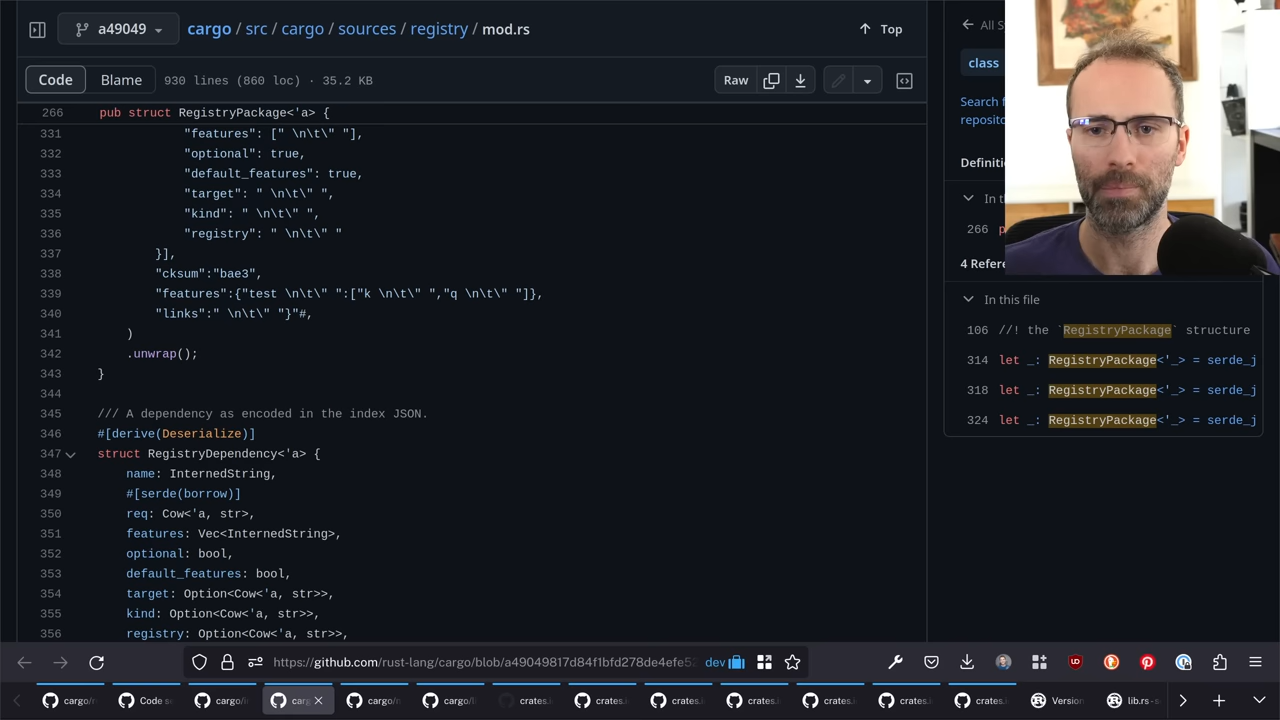 a49049
cargo / src / cargo / sources / registry / mod.rs
Top
All S
Code Blame 930 lines (860 loc) · 35.2 KB Raw
class
266 pub struct RegistryPackage<'a> {
331 "features": [" \n\t\" "],
332 "optional": true,
333 "default_features": true,
334 "target": " \n\t\" ",
335 "kind": " \n\t\" ",
336 "registry": " \n\t\" "
337 }],
338 "cksum":"bae3",
339 "features":{"test \n\t\" ":["k \n\t\" ","q \n\t\" "]},
340 "links":" \n\t\" "}"#,
341 )
342 .unwrap();
343 }
344
345 /// A dependency as encoded in the index JSON.
346 #[derive(Deserialize)]
347 struct RegistryDependency<'a> {
348 name: InternedString,
349 #[serde(borrow)]
350 req: Cow<'a, str>,
351 features: Vec<InternedString>,
352 optional: bool,
353 default_features: bool,
354 target: Option<Cow<'a, str>>,
355 kind: Option<Cow<'a, str>>,
356 registry: Option<Cow<'a, str>>,
Search f
reposito
Definiti
In th
266 p
4 Refere
In this file
106 //! the `RegistryPackage` structure
314 let _: RegistryPackage<'_> = serde_j
318 let _: RegistryPackage<'_> = serde_j
324 let _: RegistryPackage<'_> = serde_j
https://github.com/rust-lang/cargo/blob/a49049817d84f1bfd278de4efe5 dev
cargo/r Code s cargo/ carg cargo/r cargo/l crates.i crates. crates. crates. crates. crates. crates. Version lib.rs - s